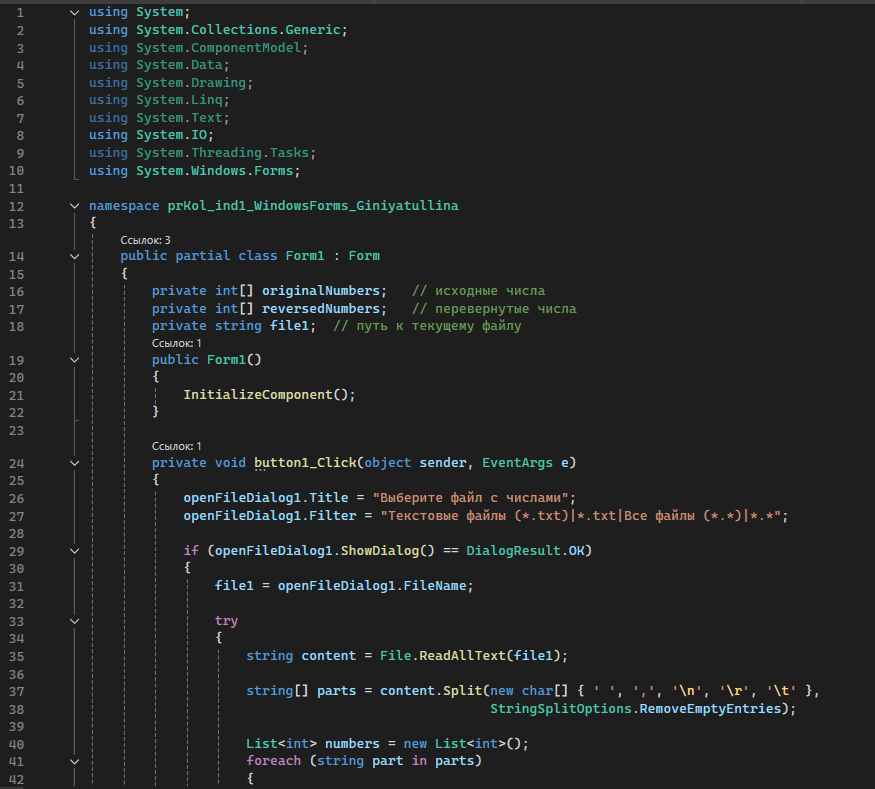 1 using System;
2 using System.Collections.Generic;
3 using System.ComponentModel;
4 using System.Data;
5 using System.Drawing;
6 using System.Linq;
7 using System.Text;
8 using System.IO;
9 using System.Threading.Tasks;
10 using System.Windows.Forms;
11
12 namespace prKol_ind1_WindowsForms_Giniyatullina
13 {
Ссылок: 3
14 public partial class Form1 : Form
15 {
16 private int[] originalNumbers; // исходные числа
17 private int[] reversedNumbers; // перевернутые числа
18 private string file1; // путь к текущему файлу
Ссылок: 1
19 public Form1()
20 {
21 InitializeComponent();
22 }
23
Ссылок: 1
24 private void button1_Click(object sender, EventArgs e)
25 {
26 openFileDialog1.Title = "Выберите файл с числами";
27 openFileDialog1.Filter = "Текстовые файлы (*.txt)|*.txt|Все файлы (*.*)|*.*";
28
29 if (openFileDialog1.ShowDialog() == DialogResult.OK)
30 {
31 file1 = openFileDialog1.FileName;
32
33 try
34 {
35 string content = File.ReadAllText(file1);
36
37 string[] parts = content.Split(new char[] { ' ', ',', '\n', '\r', '\t' },
38 StringSplitOptions.RemoveEmptyEntries);
39
40 List<int> numbers = new List<int>();
41 foreach (string part in parts)
42 {